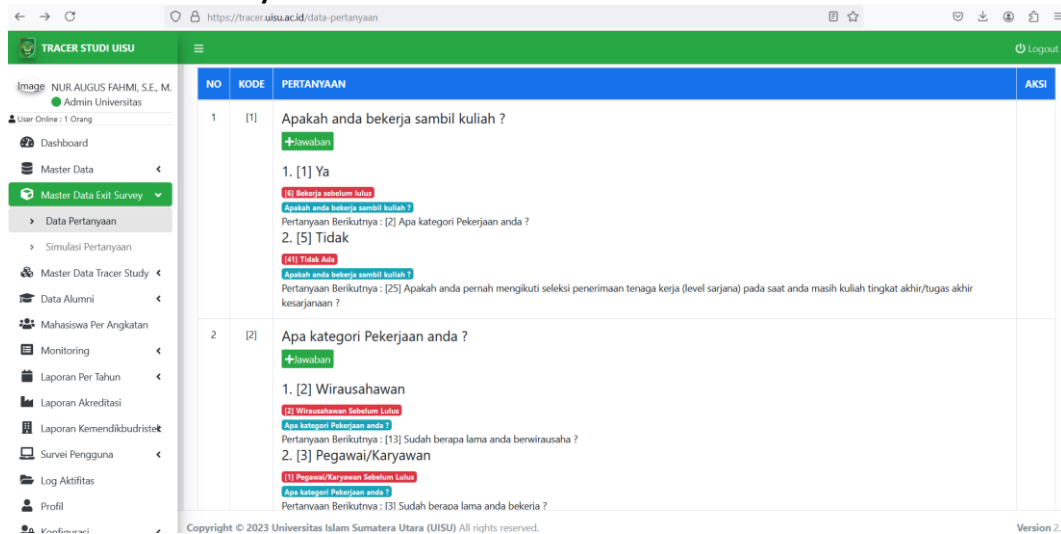 https://tracer.uisu.ac.id/data-pertanyaan
TRACER STUDI UISU
Logout
Image NUR AUGUS FAHMI, S.E., M.
Admin Universitas
User Online : 1 Orang
Dashboard
Master Data
Master Data Exit Survey
Data Pertanyaan
Simulasi Pertanyaan
Master Data Tracer Study
Data Alumni
Mahasiswa Per Angkatan
Monitoring
Laporan Per Tahun
Laporan Akreditasi
Laporan Kemendikbudristek
Survei Pengguna
Log Aktifitas
Profil
Konfigurasi
NO KODE PERTANYAAN AKSI
1 [1] Apakah anda bekerja sambil kuliah ?
+Jawaban
1. [1] Ya
[6] Bekerja sebelum lulus
Apakah anda bekerja sambil kuliah ?
Pertanyaan Berikutnya : [2] Apa kategori Pekerjaan anda ?
2. [5] Tidak
[41] Tidak Ada
Apakah anda bekerja sambil kuliah ?
Pertanyaan Berikutnya : [25] Apakah anda pernah mengikuti seleksi penerimaan tenaga kerja (level sarjana) pada saat anda masih kuliah tingkat akhir/tugas akhir
kesarjanaan ?
2 [2] Apa kategori Pekerjaan anda ?
+Jawaban
1. [2] Wirausahawan
[2] Wirausahawan Sebelum Lulus
Apa kategori Pekerjaan anda ?
Pertanyaan Berikutnya : [13] Sudah berapa lama anda berwirausaha ?
2. [3] Pegawai/Karyawan
[1] Pegawai/Karyawan Sebelum Lulus
Apa kategori Pekerjaan anda ?
Pertanyaan Berikutnya : [3] Sudah berapa lama anda bekerja ?
Copyright © 2023 Universitas Islam Sumatera Utara (UISU) All rights reserved.
Version 2.